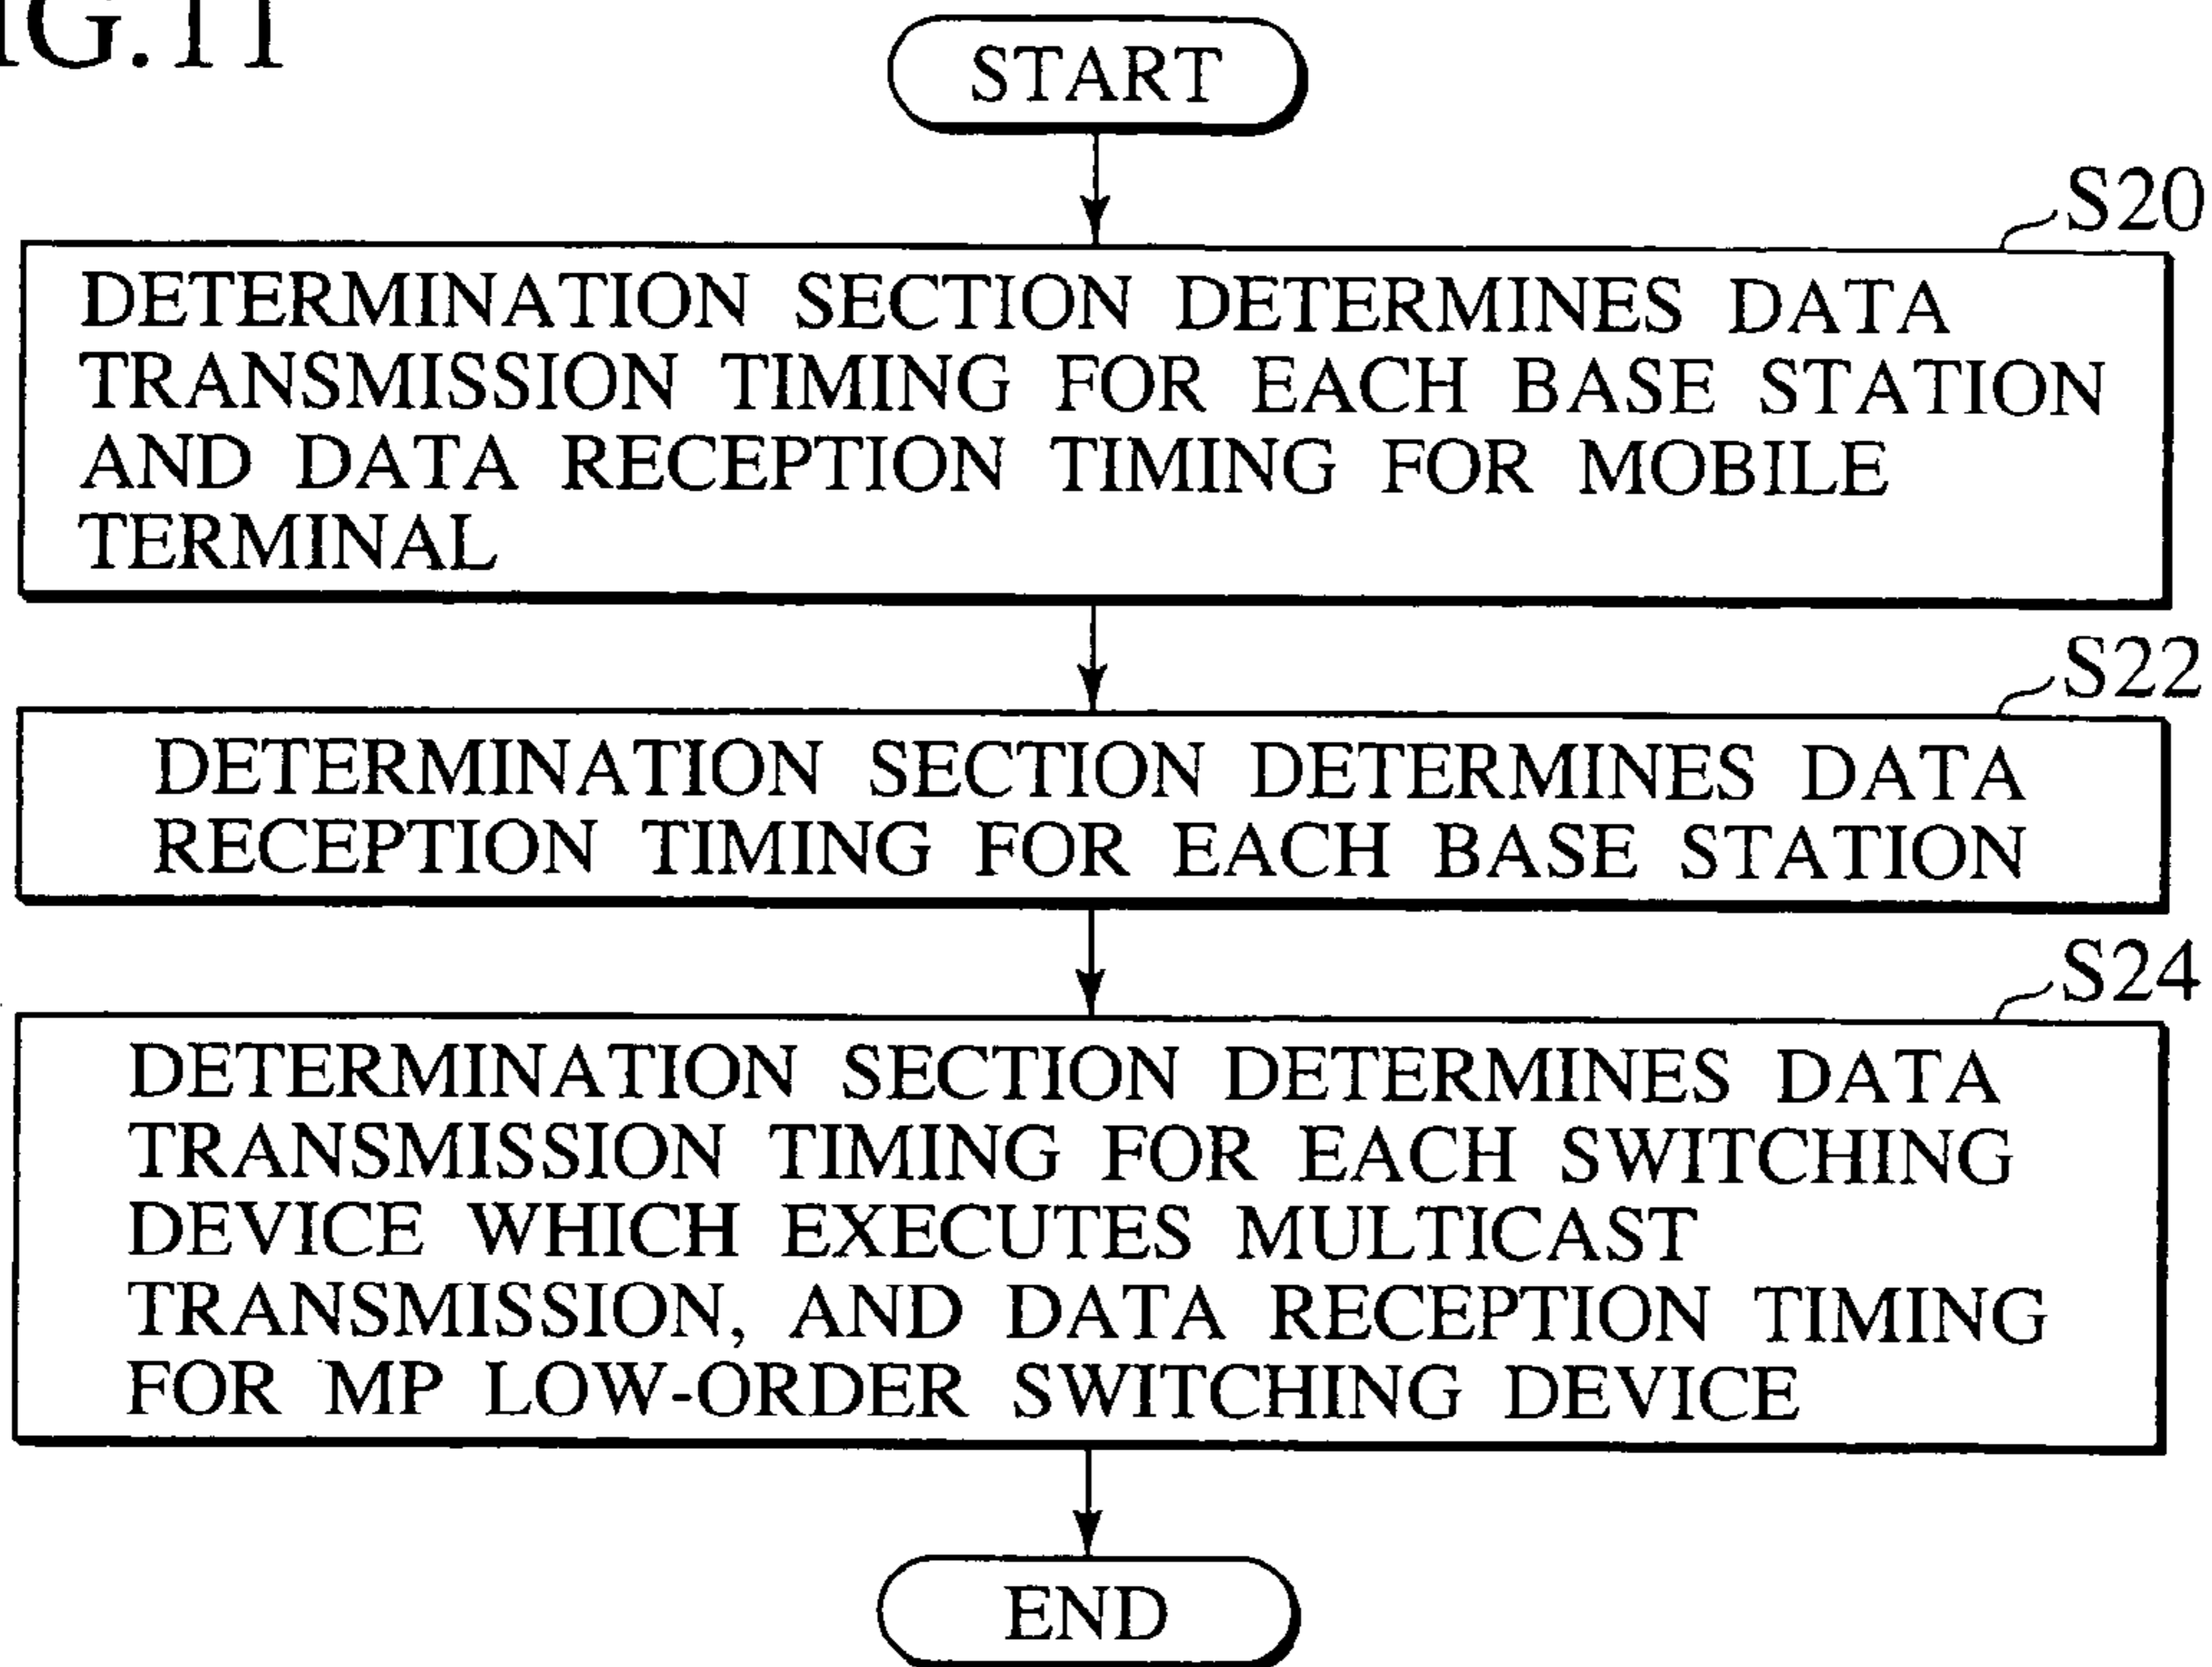 IG.11
START
S20
DETERMINATION SECTION DETERMINES DATA
TRANSMISSION TIMING FOR EACH BASE STATION
AND DATA RECEPTION TIMING FOR MOBILE
TERMINAL
S22
DETERMINATION SECTION DETERMINES DATA
RECEPTION TIMING FOR EACH BASE STATION
S24
DETERMINATION SECTION DETERMINES DATA
TRANSMISSION TIMING FOR EACH SWITCHING
DEVICE WHICH EXECUTES MULTICAST
TRANSMISSION, AND DATA RECEPTION TIMING
FOR MP LOW-ORDER SWITCHING DEVICE
END